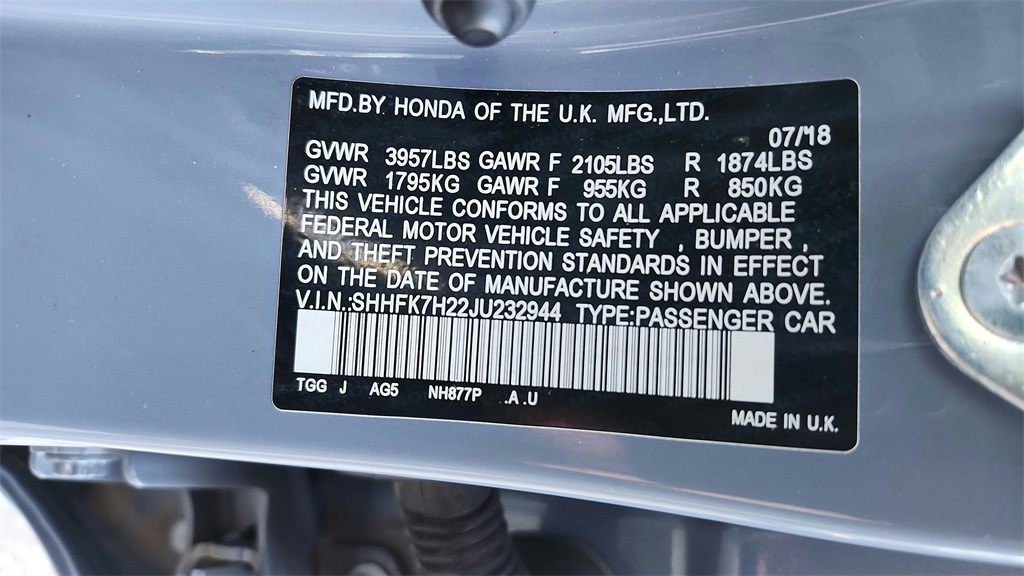 MFD.BY HONDA OF THE U.K. MFG.,LTD.
07/18
GVWR 3957LBS GAWR F 2105LBS R 1874LBS
GVWR 1795KG GAWR F 955KG R 850KG
THIS VEHICLE CONFORMS TO ALL APPLICABLE
FEDERAL MOTOR VEHICLE SAFETY , BUMPER ,
AND THEFT PREVENTION STANDARDS IN EFFECT
ON THE DATE OF MANUFACTURE SHOWN ABOVE.
V.I.N.:SHHFK7H22JU232944 TYPE:PASSENGER CAR
TGG J AG5 NH877P .A .U
MADE IN U.K.